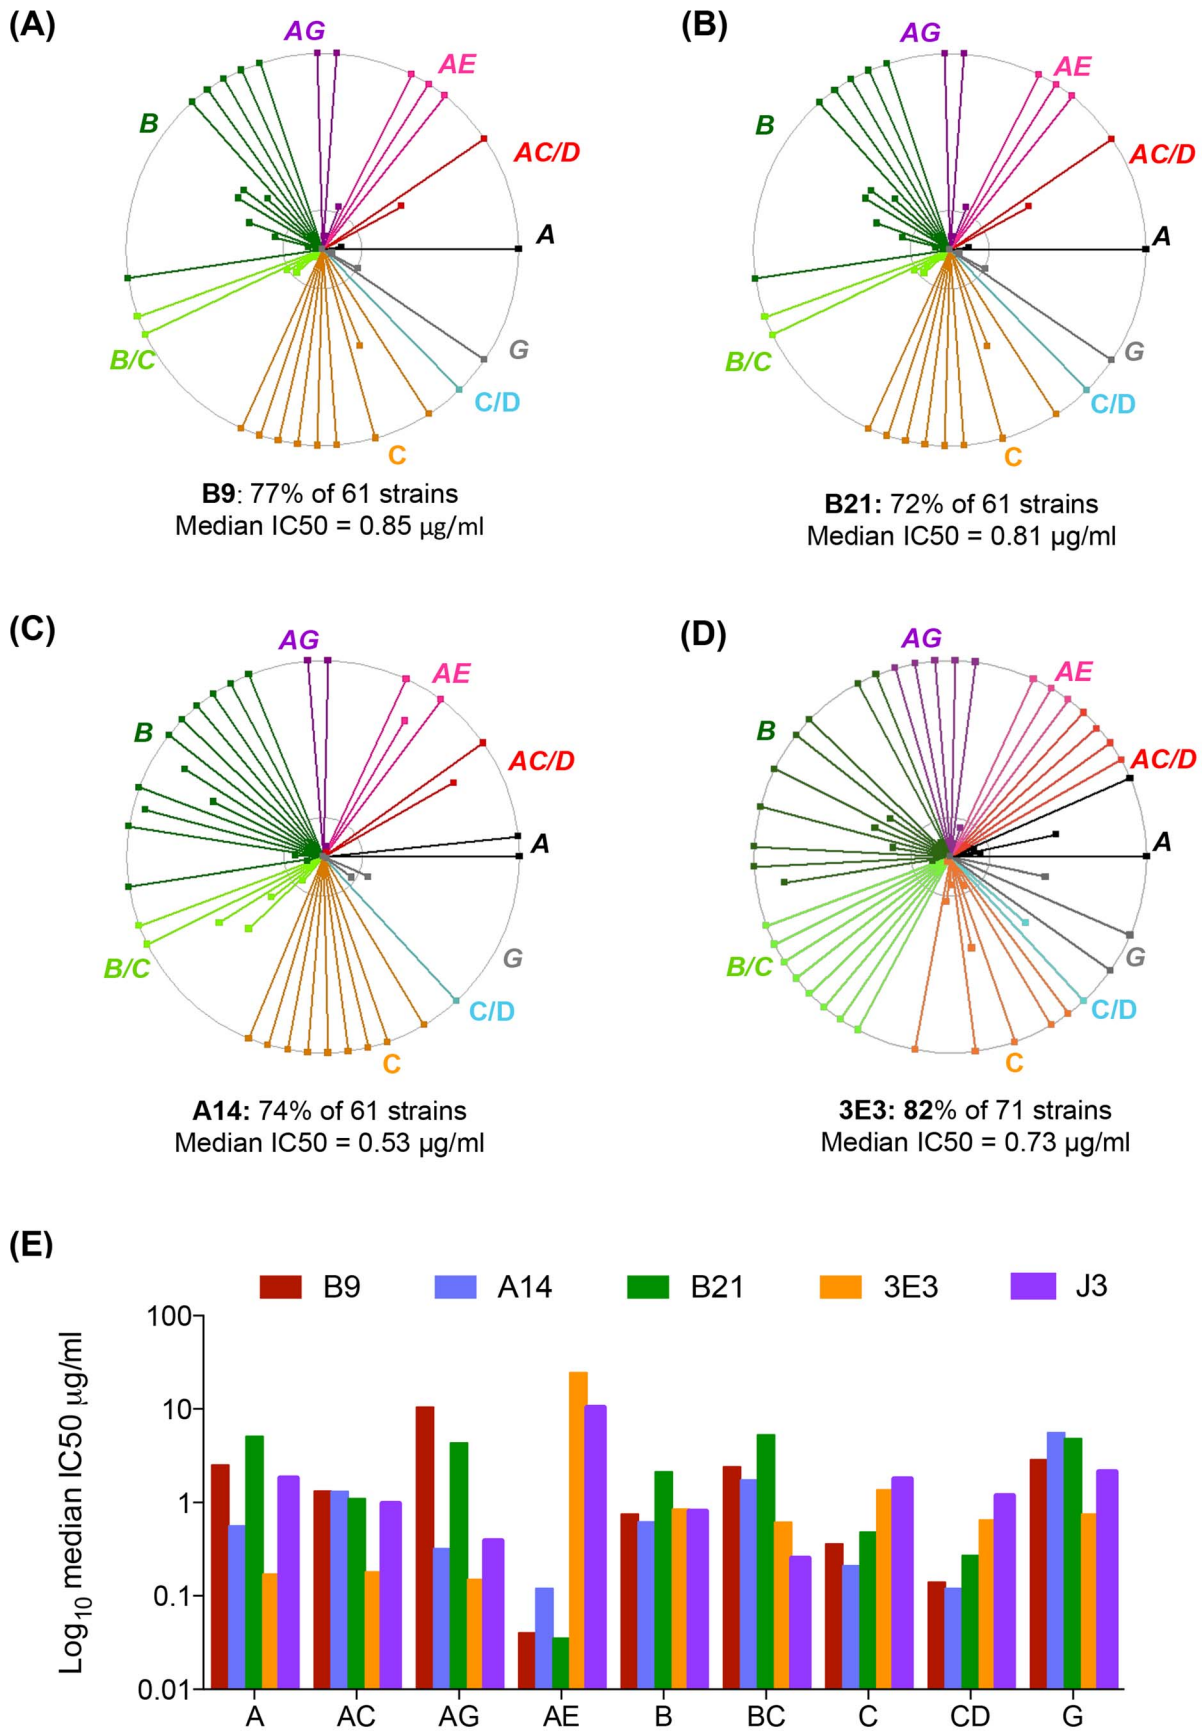 (A)
AG
AE
B
AC/D
A
G
C/D
C
B/C
B9: 77% of 61 strains
Median IC50 = 0.85 µg/ml
(B)
AG
AE
B
AC/D
A
G
C/D
C
B/C
B21: 72% of 61 strains
Median IC50 = 0.81 µg/ml
(C)
AG
AE
B
AC/D
A
B/C
G
C/D
C
A14: 74% of 61 strains
Median IC50 = 0.53 µg/ml
(D)
AG
AE
B
AC/D
A
B/C
G
C/D
C
3E3: 82% of 71 strains
Median IC50 = 0.73 µg/ml
(E)
B9 A14 B21 3E3 J3
Log10 median IC50 µg/ml
100
10
1
0.1
0.01
A AC AG AE B BC C CD G